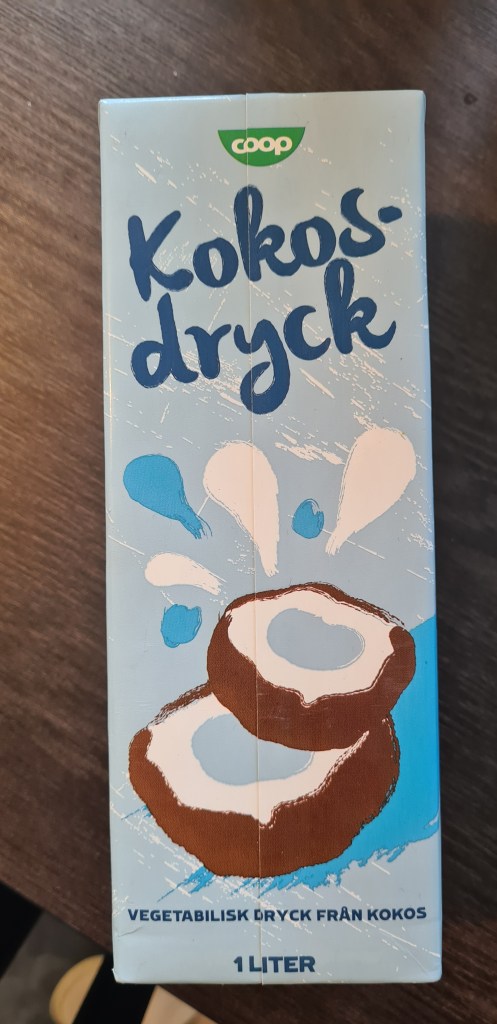 coop
Kokos-
dryck
VEGETABILISK DRYCK FRÅN KOKOS
1 LITER